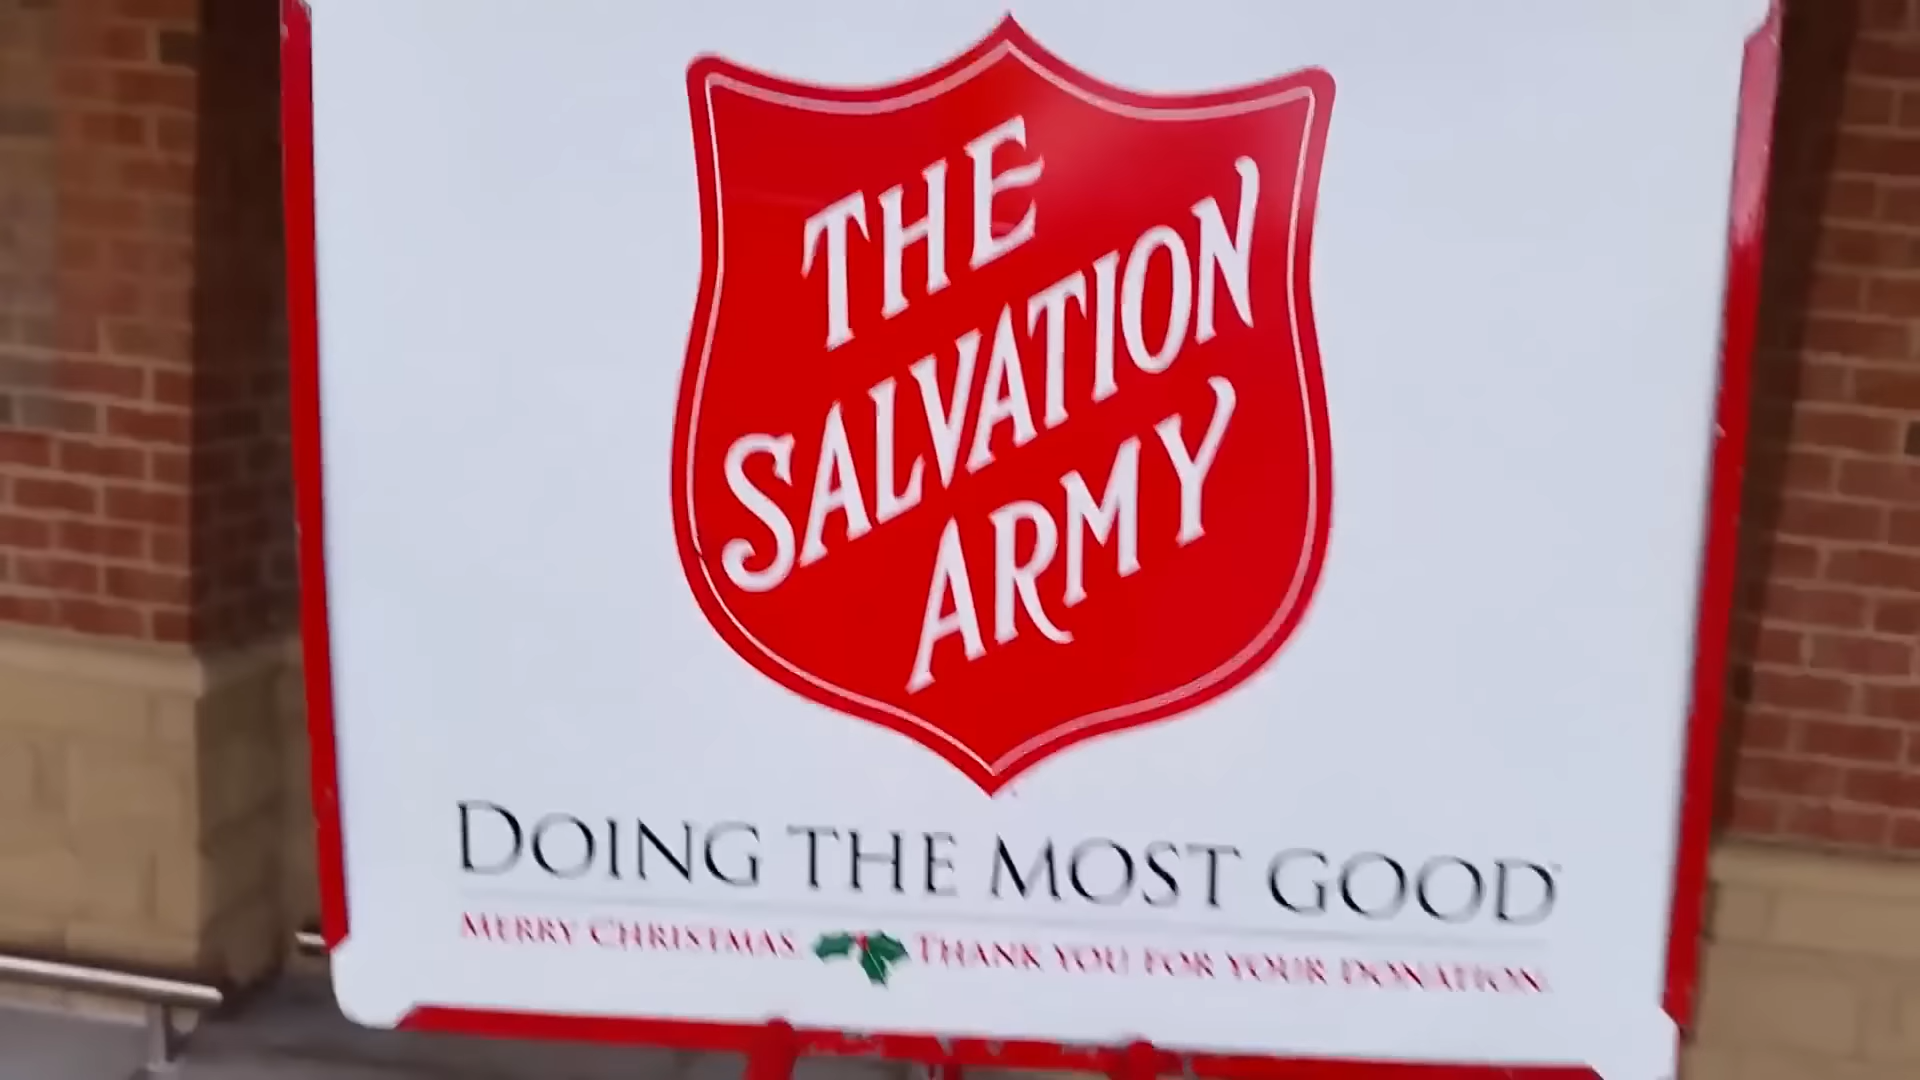 THE
SALVATION
ARMY
DOING THE MOST GOOD
MERRY CHRISTMAS THANK YOU FOR YOUR DONATION